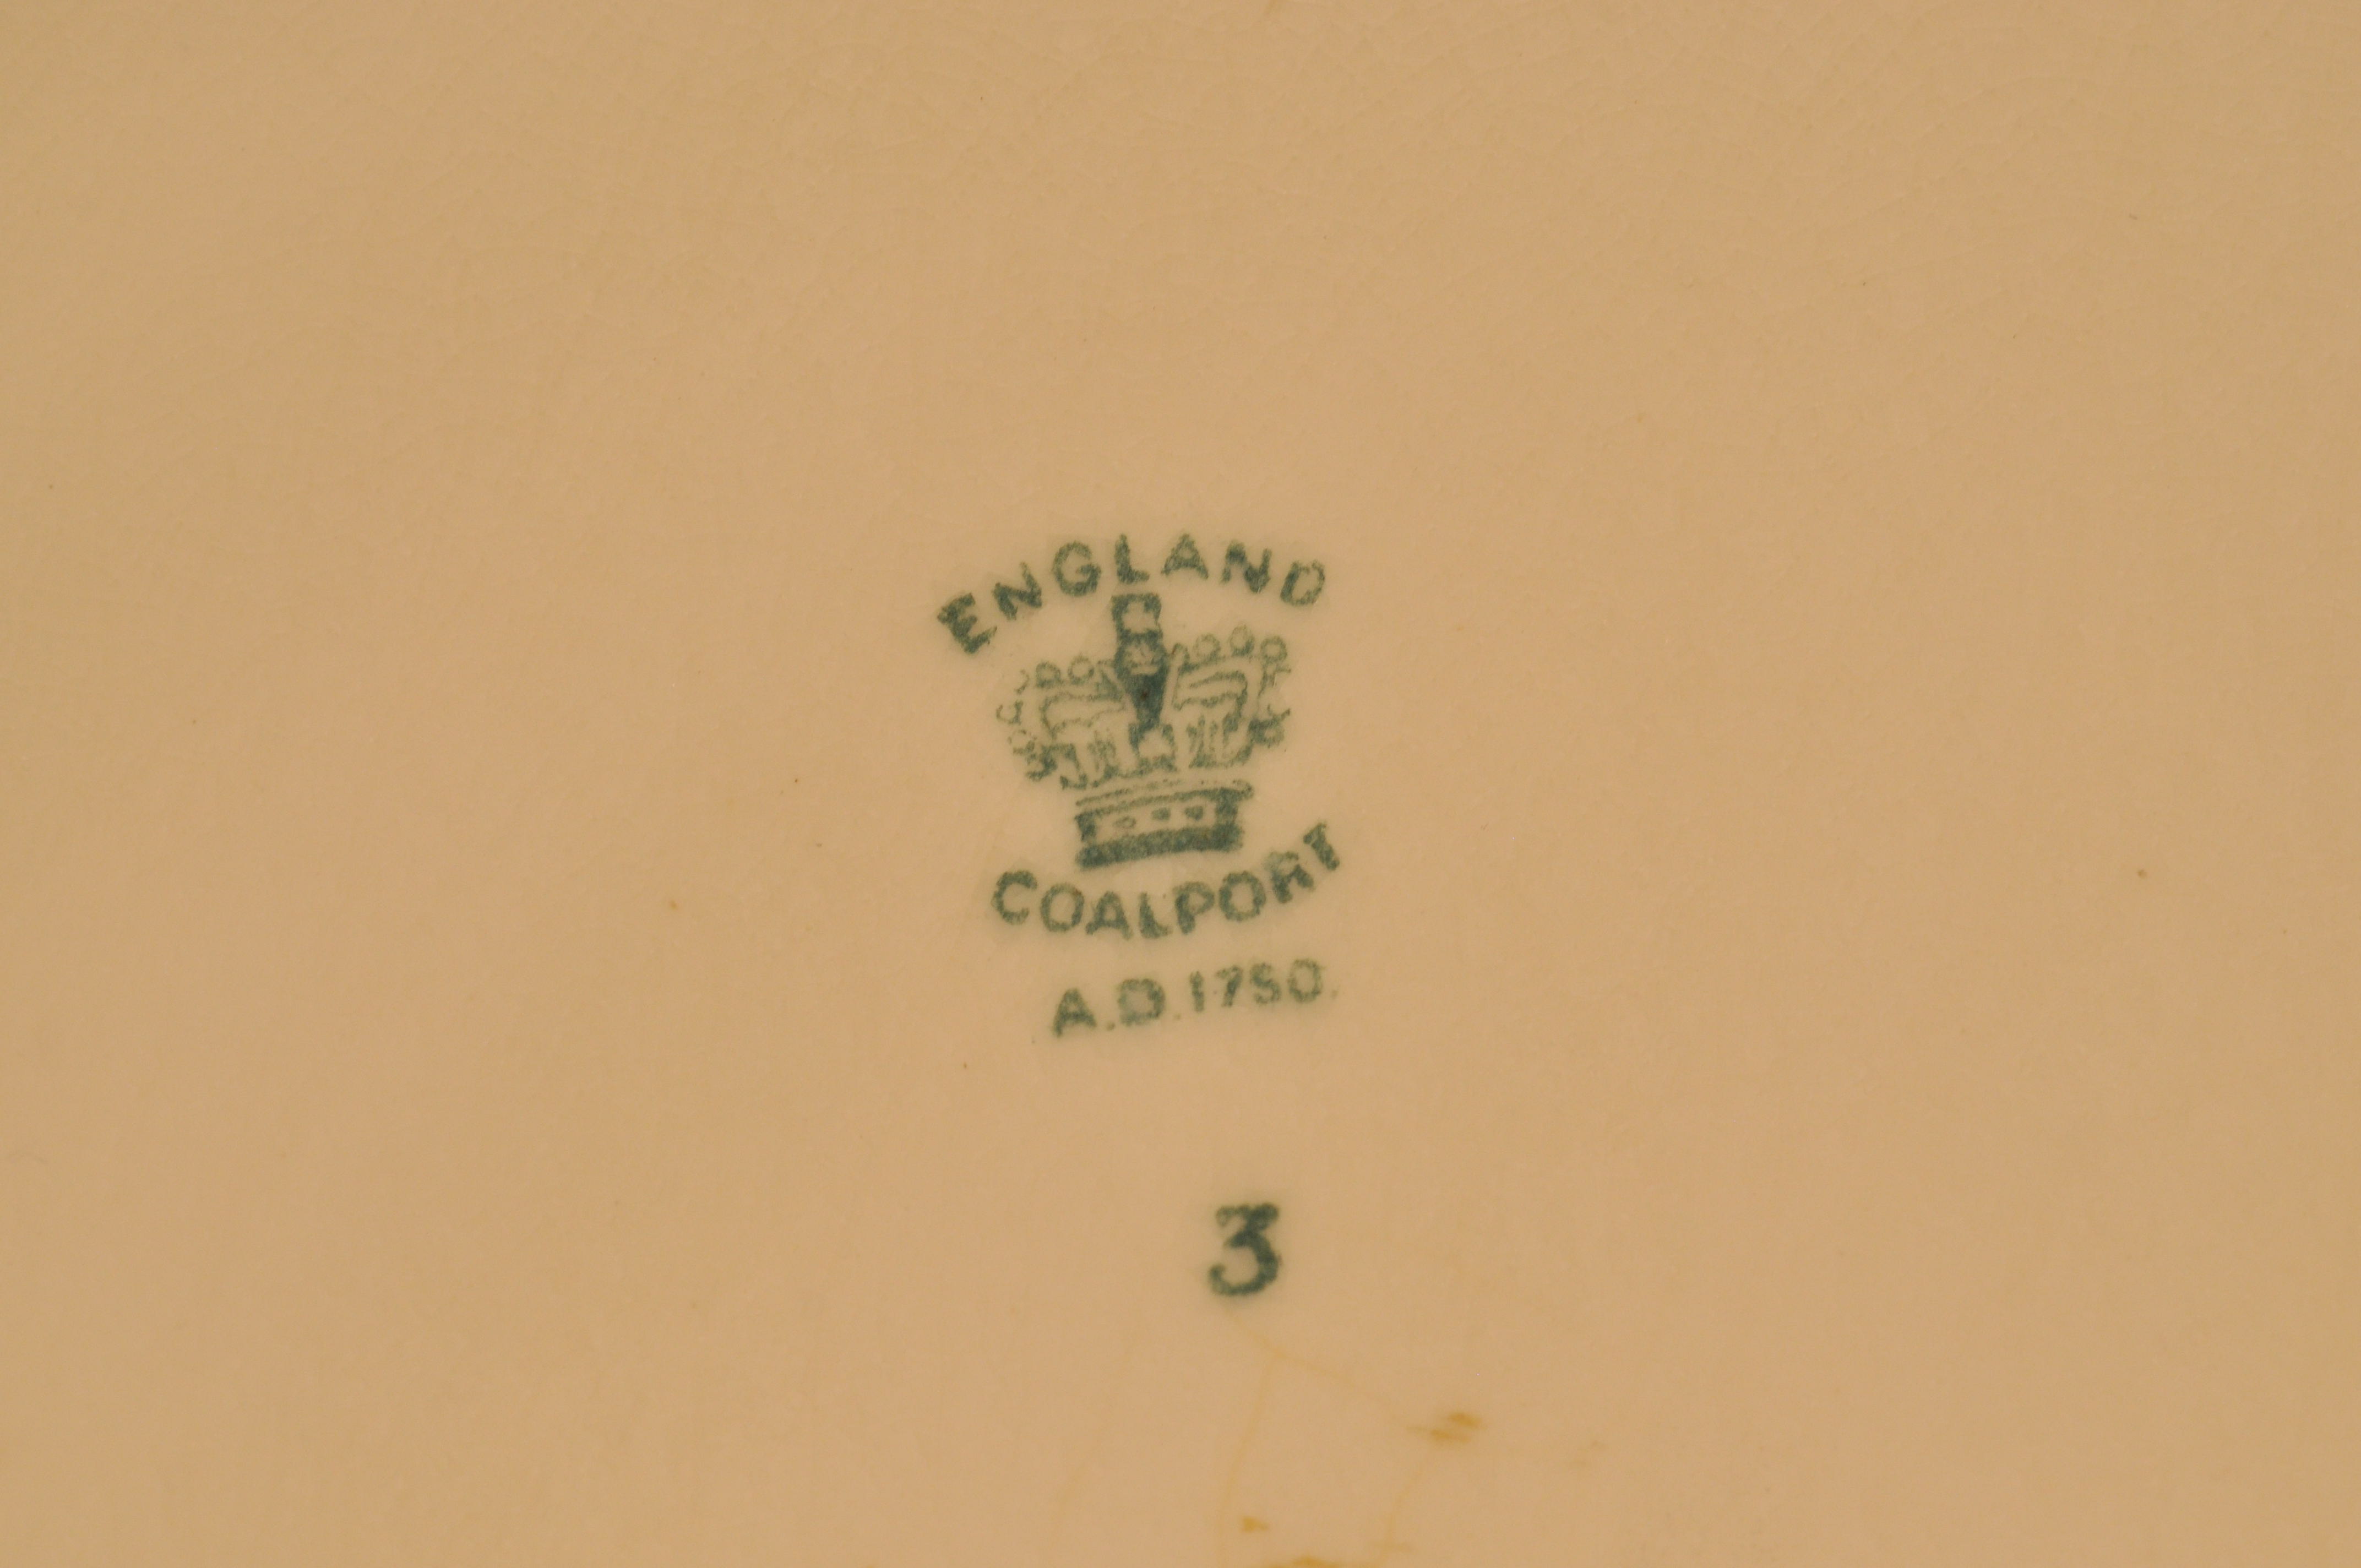 ENGLAND
COALPORT
A.D.1750.
3